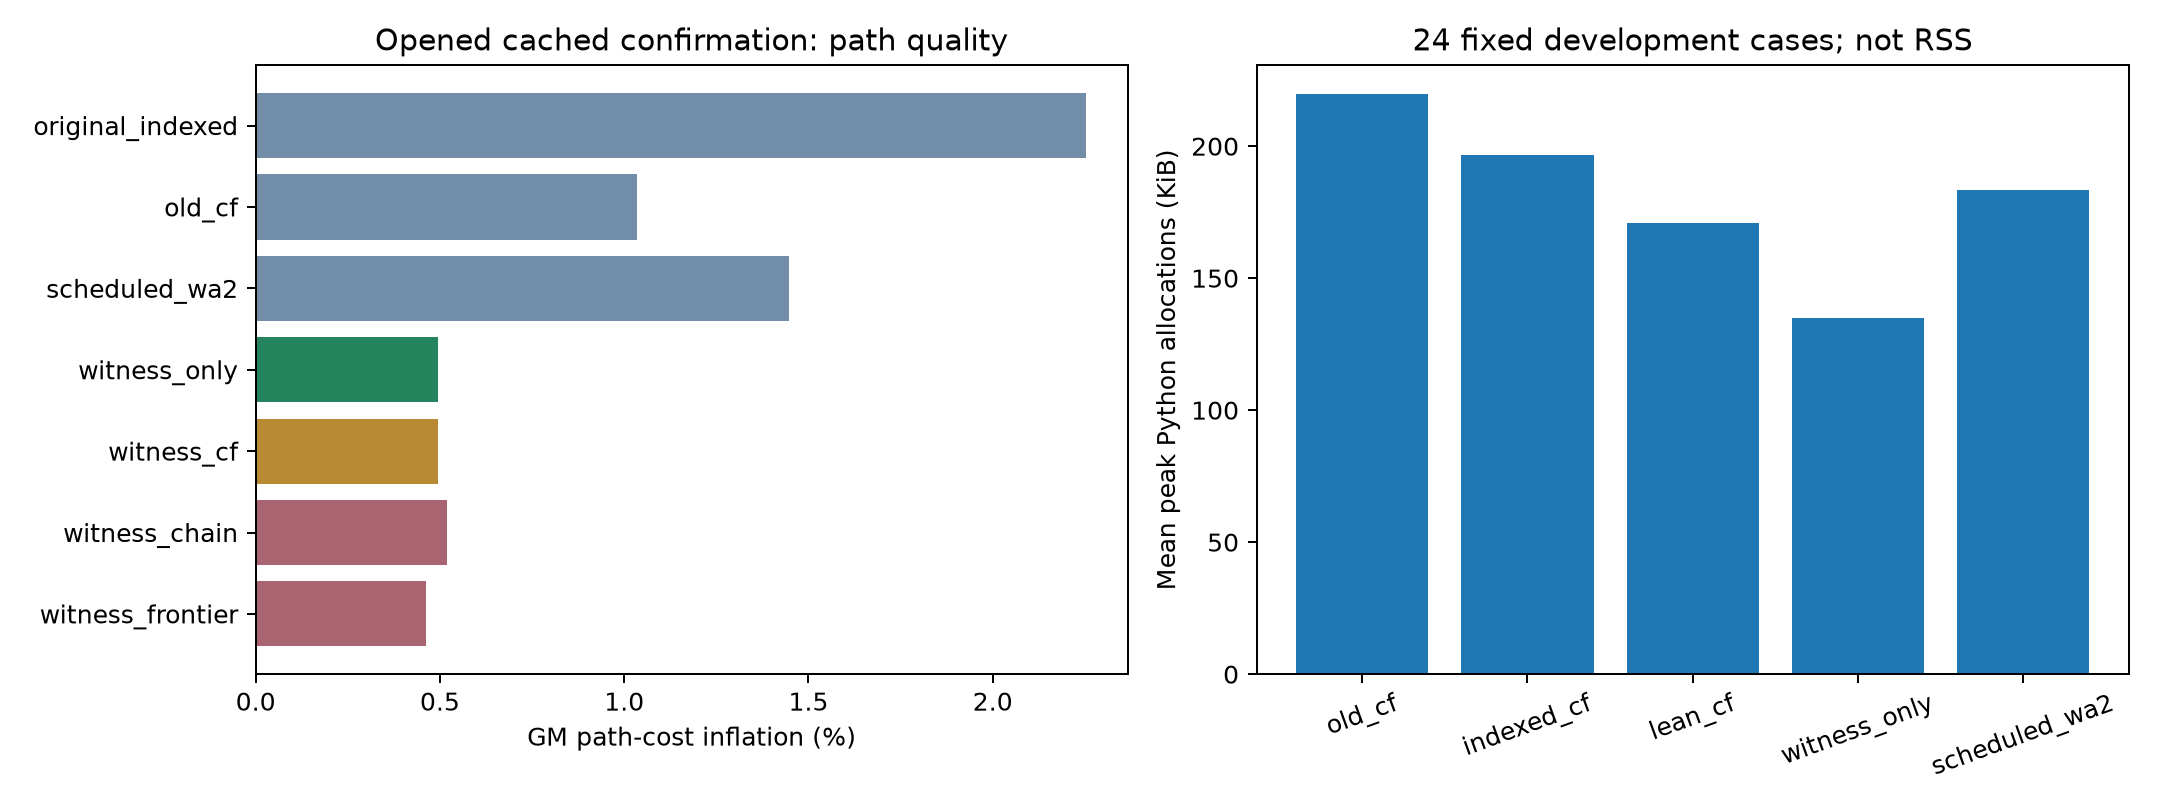 Opened cached confirmation: path quality
original_indexed
old_cf
scheduled_wa2
witness_only
witness_cf
witness_chain
witness_frontier
0.0 0.5 1.0 1.5 2.0
GM path-cost inflation (%)
24 fixed development cases; not RSS
Mean peak Python allocations (KiB)
200
150
100
50
0
old_cf indexed_cf lean_cf witness_only scheduled_wa2